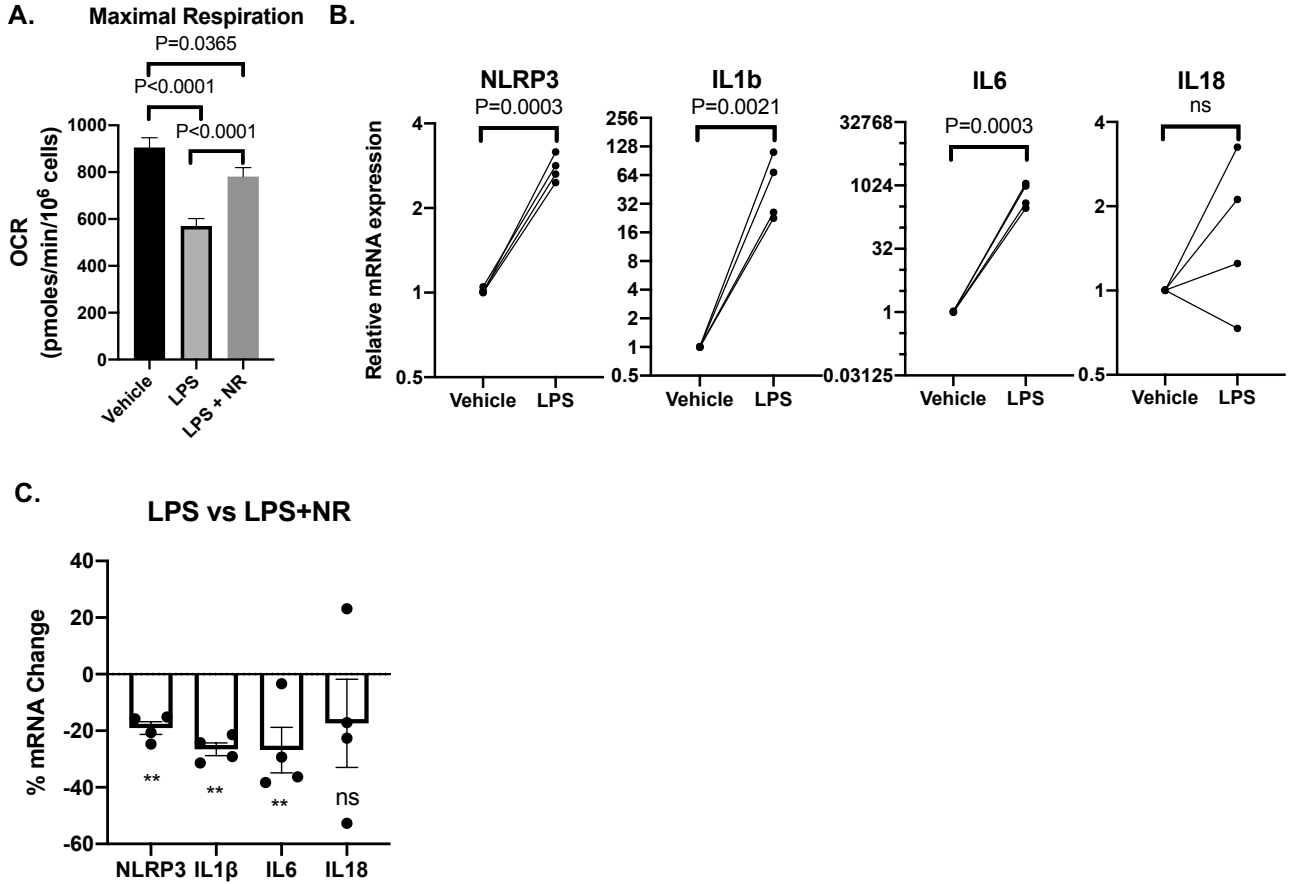 A.
Maximal Respiration
P=0.0365
P<0.0001
P<0.0001
OCR
(pmoles/min/10⁶ cells)
1000
800
600
400
200
0
Vehicle
LPS
LPS + NR
B.
Relative mRNA expression
NLRP3
P=0.0003
4
2
1
0.5
Vehicle LPS
IL1b
P=0.0021
256
128
64
32
16
8
4
2
1
0.5
Vehicle LPS
IL6
P=0.0003
32768
1024
32
1
0.03125
Vehicle LPS
IL18
ns
4
2
1
0.5
Vehicle LPS
C.
LPS vs LPS+NR
% mRNA Change
40
20
0
-20
-40
-60
**
**
**
ns
NLRP3 IL1β IL6 IL18